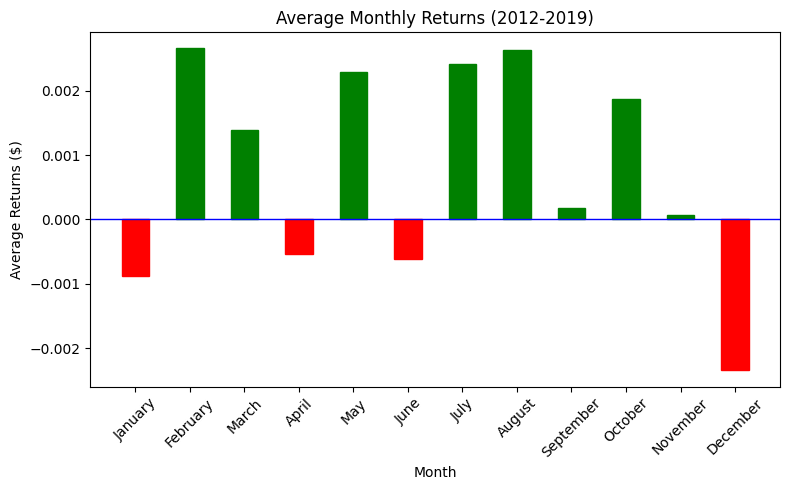 Average Monthly Returns (2012-2019)
Average Returns ($)
0.002
0.001
0.000
−0.001
−0.002
January
February
March
April
May
June
July
August
September
October
November
December
Month